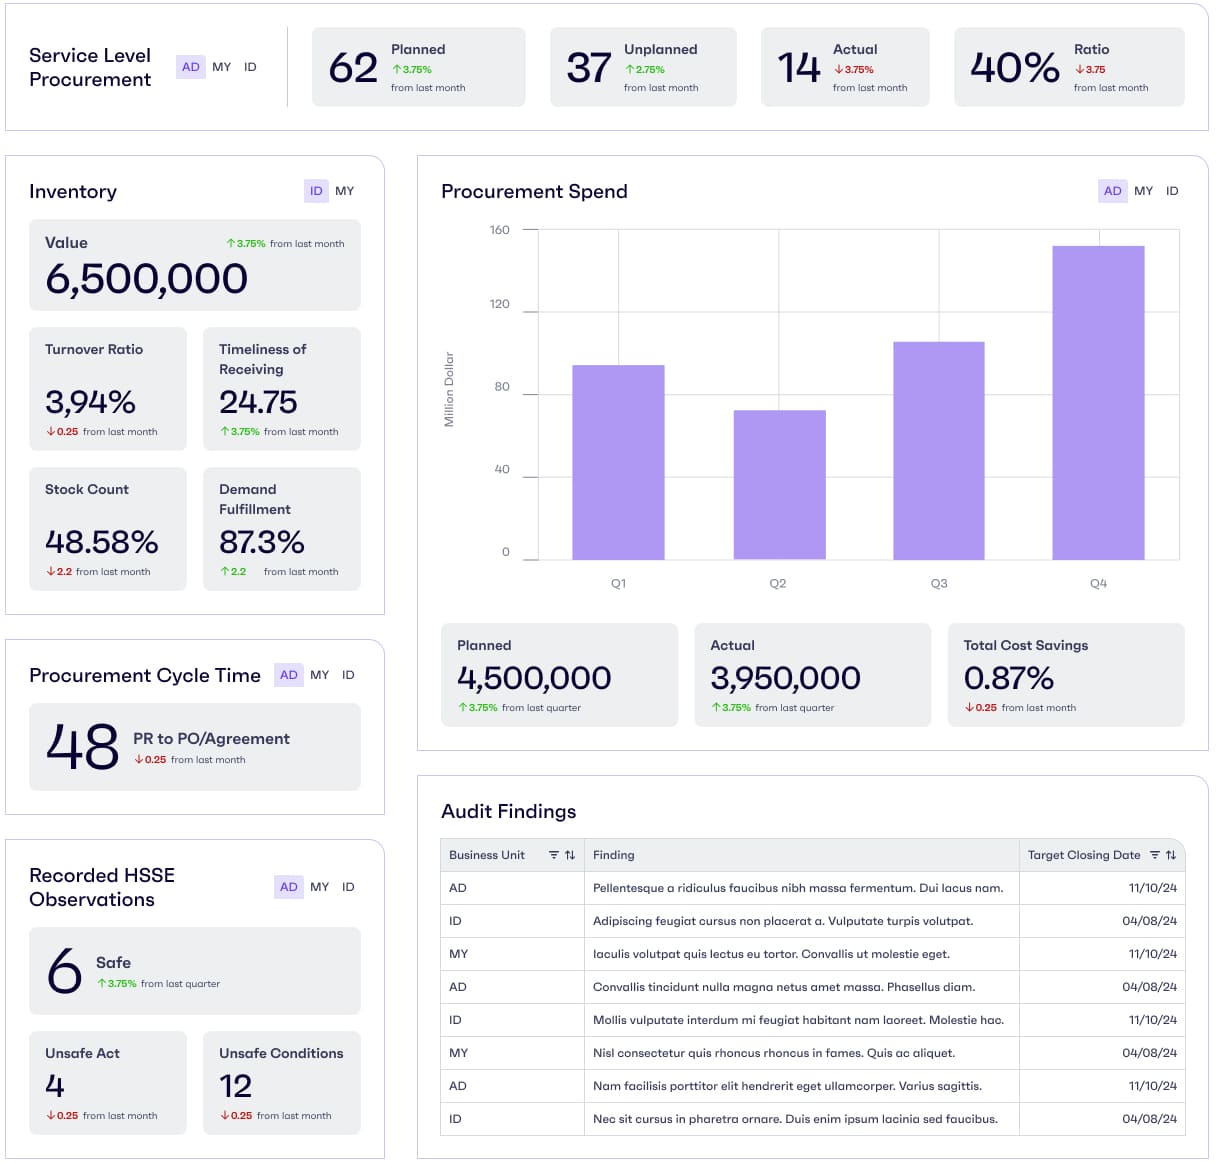 Service Level
Procurement
AD MY ID
62 Planned
↑3.75%
from last month
37 Unplanned
↑2.75%
from last month
14 Actual
↓3.75%
from last month
40% Ratio
↓3.75
from last month
Inventory
ID MY
Value
↑3.75% from last month
6,500,000
Turnover Ratio
3,94%
↓0.25 from last month
Timeliness of
Receiving
24.75
↑3.75% from last month
Stock Count
48.58%
↓2.2 from last month
Demand
Fulfillment
87.3%
↑2.2 from last month
Procurement Cycle Time
AD MY ID
48 PR to PO/Agreement
↓0.25 from last month
Recorded HSSE
Observations
AD MY ID
6 Safe
↑3.75% from last quarter
Unsafe Act
4
↓0.25 from last month
Unsafe Conditions
12
↓0.25 from last month
Procurement Spend
AD MY ID
Million Dollar
160
120
80
40
0
Q1 Q2 Q3 Q4
Planned
4,500,000
↑3.75% from last quarter
Actual
3,950,000
↑3.75% from last quarter
Total Cost Savings
0.87%
↓0.25 from last month
Audit Findings
Business Unit Finding Target Closing Date
AD Pellentesque a ridiculus faucibus nibh massa fermentum. Dui lacus nam. 11/10/24
ID Adipiscing feugiat cursus non placerat a. Vulputate turpis volutpat. 04/08/24
MY Iaculis volutpat quis lectus eu tortor. Convallis ut molestie eget. 11/10/24
AD Convallis tincidunt nulla magna netus amet massa. Phasellus diam. 04/08/24
ID Mollis vulputate interdum mi feugiat habitant nam laoreet. Molestie hac. 11/10/24
MY Nisl consectetur quis rhoncus rhoncus in fames. Quis ac aliquet. 04/08/24
AD Nam facilisis porttitor elit hendrerit eget ullamcorper. Varius sagittis. 11/10/24
ID Nec sit cursus in pharetra ornare. Duis enim ipsum lacinia sed faucibus. 04/08/24